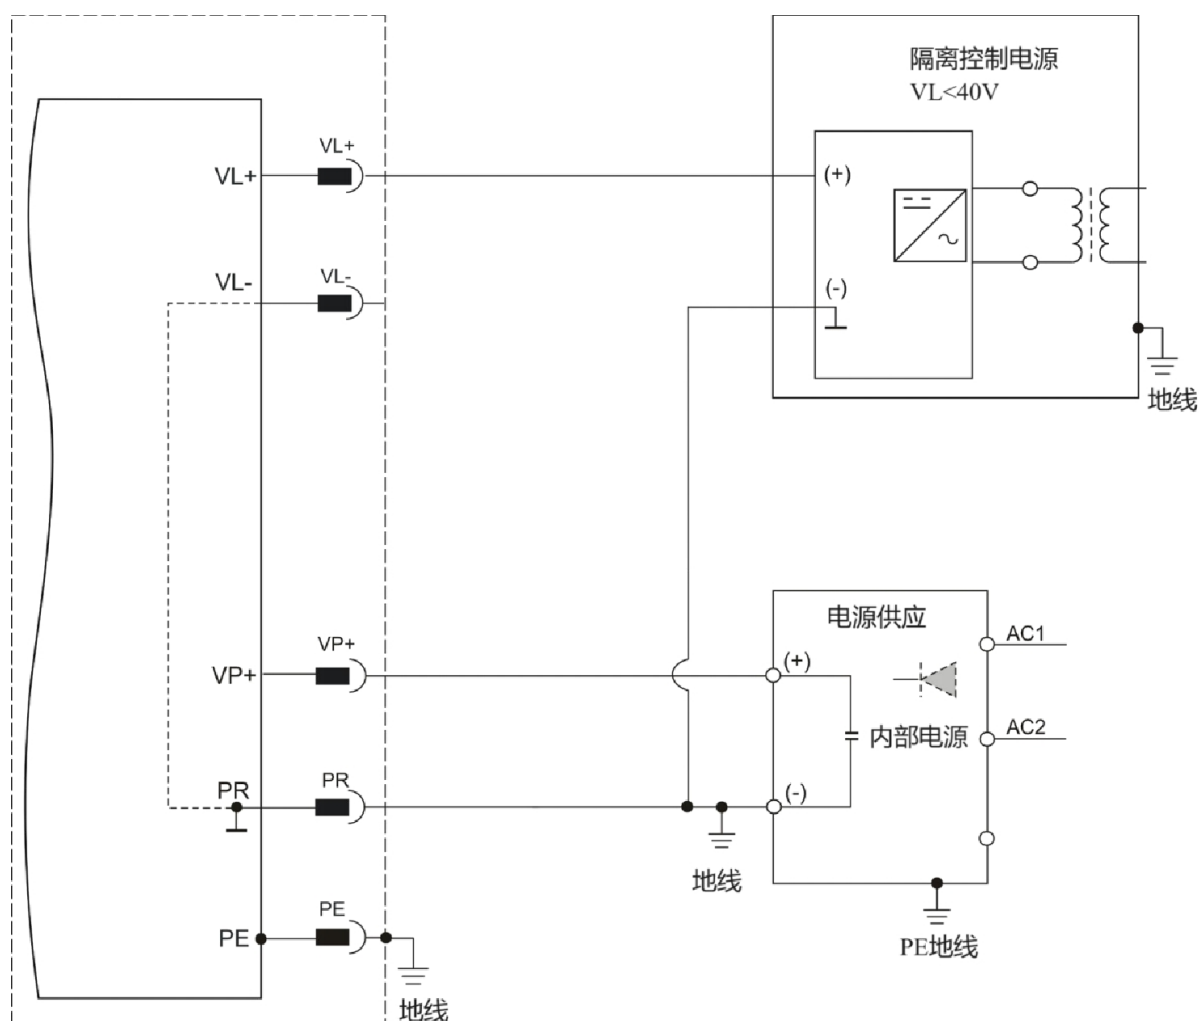 隔离控制电源
VL<40V
VL+
VL+
(+)
VL-
VL-
(-)
地线
电源供应
AC1
VP+
VP+
(+)
内部电源
AC2
PR
PR
(-)
地线
PE
PE
PE地线
地线